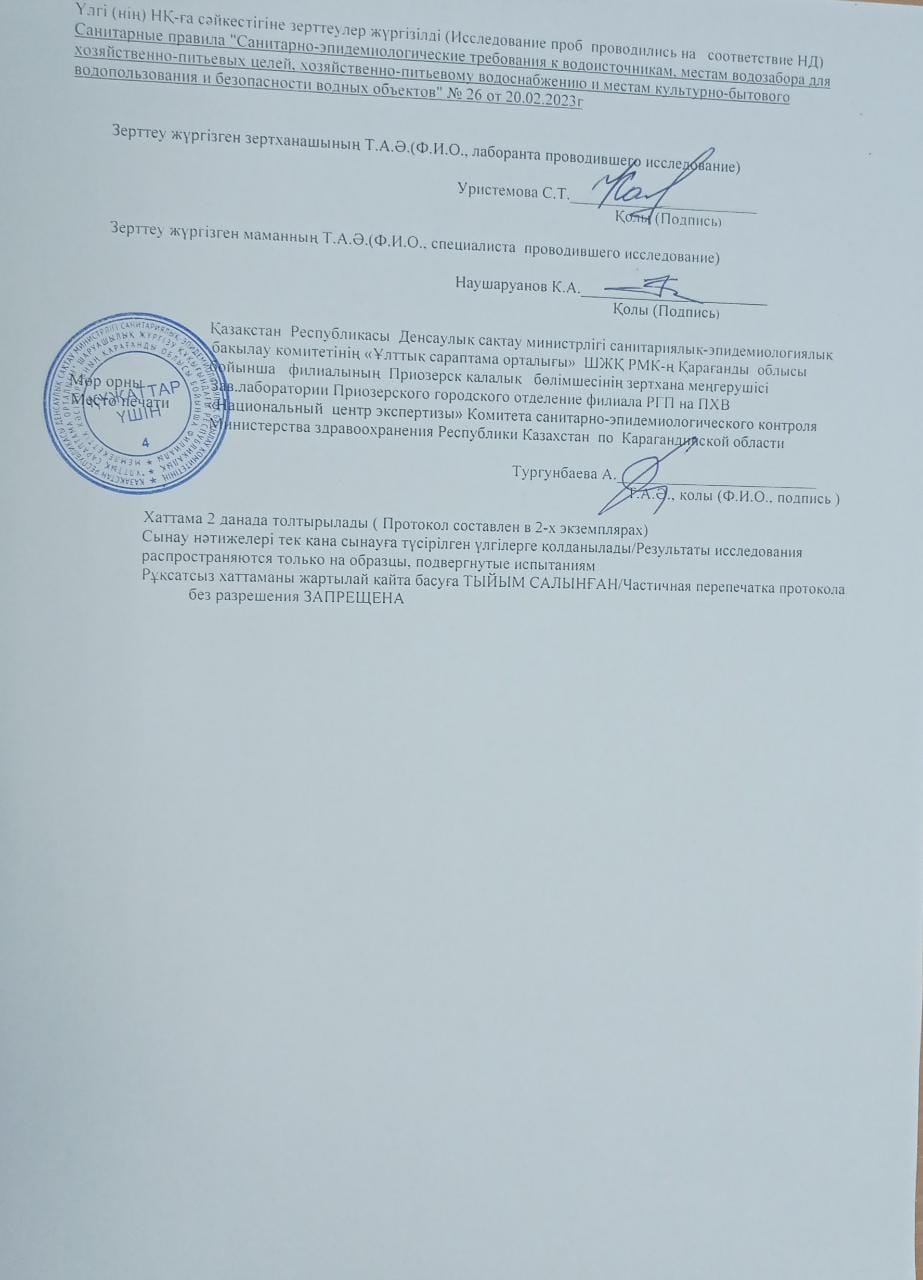 Үлгі (нің) НҚ-ға сәйкестігіне зерттеулер жүргізілді (Исследование проб проводились на соответствие НД)
Санитарные правила "Санитарно-эпидемиологические требования к водоисточникам, местам водозабора для
хозяйственно-питьевых целей, хозяйственно-питьевому водоснабжению и местам культурно-бытового
водопользования и безопасности водных объектов" № 26 от 20.02.2023г
Зерттеу жүргізген зертханашының Т.А.Ә.(Ф.И.О., лаборанта проводившего исследование)
Уристемова С.Т.
Қолы (Подпись)
Зерттеу жүргізген маманның Т.А.Ә.(Ф.И.О., специалиста проводившего исследование)
Наушаруанов К.А.
Қолы (Подпись)
Қазақстан Республикасы Денсаулық сақтау министрлігі санитариялық-эпидемиологиялық
бақылау комитетінің «Ұлттық сараптама орталығы» ШЖҚ РМК-ң Қарағанды облысы
бойынша филиалының Приозерск қалалық бөлімшесінің зертхана меңгерушісі
Зав.лаборатории Приозерского городского отделение филиала РГП на ПХВ
«Национальный центр экспертизы» Комитета санитарно-эпидемиологического контроля
Министерства здравоохранения Республики Казахстан по Карагандийской области
Мөр орны
Место печати
ҚҰЖАТТАР
ҮШІН
4
Тургунбаева А.
Т.А.Ә., қолы (Ф.И.О., подпись )
Хаттама 2 данада толтырылады ( Протокол составлен в 2-х экземплярах)
Сынау нәтижелері тек қана сынауға түсірілген үлгілерге қолданылады/Результаты исследования
распространяются только на образцы, подвергнутые испытаниям
Рұқсатсыз хаттаманы жартылай қайта басуға ТЫЙЫМ САЛЫНҒАН/Частичная перепечатка протокола
без разрешения ЗАПРЕЩЕНА